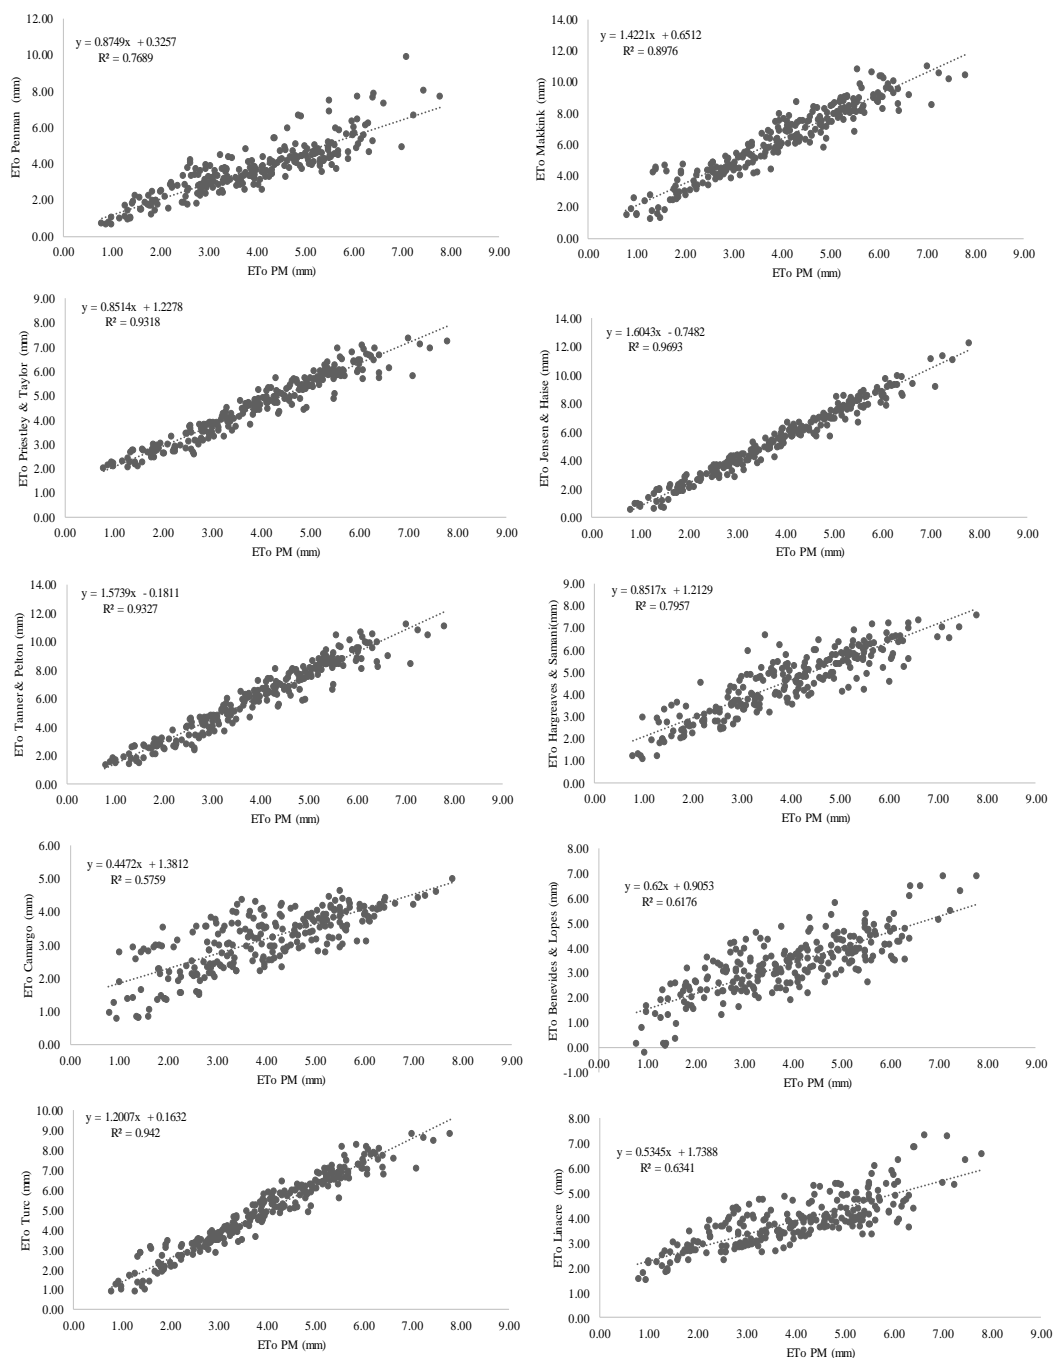 y = 0.8749x + 0.3257
R² = 0.7689
12.00
10.00
8.00
6.00
4.00
2.00
0.00
ETo Penman (mm)
0.00 1.00 2.00 3.00 4.00 5.00 6.00 7.00 8.00 9.00
ETo PM (mm)
y = 1.4221x + 0.6512
R² = 0.8976
14.00
12.00
10.00
8.00
6.00
4.00
2.00
0.00
ETo Makkink (mm)
0.00 1.00 2.00 3.00 4.00 5.00 6.00 7.00 8.00 9.00
ETo PM (mm)
y = 0.8514x + 1.2278
R² = 0.9318
9.00
8.00
7.00
6.00
5.00
4.00
3.00
2.00
1.00
0.00
ETo Priestley & Taylor (mm)
0.00 1.00 2.00 3.00 4.00 5.00 6.00 7.00 8.00 9.00
ETo PM (mm)
y = 1.6043x - 0.7482
R² = 0.9693
14.00
12.00
10.00
8.00
6.00
4.00
2.00
0.00
ETo Jensen & Haise (mm)
0.00 1.00 2.00 3.00 4.00 5.00 6.00 7.00 8.00 9.00
ETo PM (mm)
y = 1.5739x - 0.1811
R² = 0.9327
14.00
12.00
10.00
8.00
6.00
4.00
2.00
0.00
ETo Tanner & Pelton (mm)
0.00 1.00 2.00 3.00 4.00 5.00 6.00 7.00 8.00 9.00
ETo PM (mm)
y = 0.8517x + 1.2129
R² = 0.7957
9.00
8.00
7.00
6.00
5.00
4.00
3.00
2.00
1.00
0.00
ETo Hargreaves & Samani(mm)
0.00 1.00 2.00 3.00 4.00 5.00 6.00 7.00 8.00 9.00
ETo PM (mm)
y = 0.4472x + 1.3812
R² = 0.5759
6.00
5.00
4.00
3.00
2.00
1.00
0.00
ETo Camargo (mm)
0.00 1.00 2.00 3.00 4.00 5.00 6.00 7.00 8.00 9.00
ETo PM (mm)
y = 0.62x + 0.9053
R² = 0.6176
8.00
7.00
6.00
5.00
4.00
3.00
2.00
1.00
0.00
-1.00
ETo Benevides & Lopes (mm)
0.00 1.00 2.00 3.00 4.00 5.00 6.00 7.00 8.00 9.00
ETo PM (mm)
y = 1.2007x + 0.1632
R² = 0.942
10.00
9.00
8.00
7.00
6.00
5.00
4.00
3.00
2.00
1.00
0.00
ETo Turc (mm)
0.00 1.00 2.00 3.00 4.00 5.00 6.00 7.00 8.00 9.00
ETo PM (mm)
y = 0.5345x + 1.7388
R² = 0.6341
8.00
7.00
6.00
5.00
4.00
3.00
2.00
1.00
0.00
ETo Linacre (mm)
0.00 1.00 2.00 3.00 4.00 5.00 6.00 7.00 8.00 9.00
ETo PM (mm)